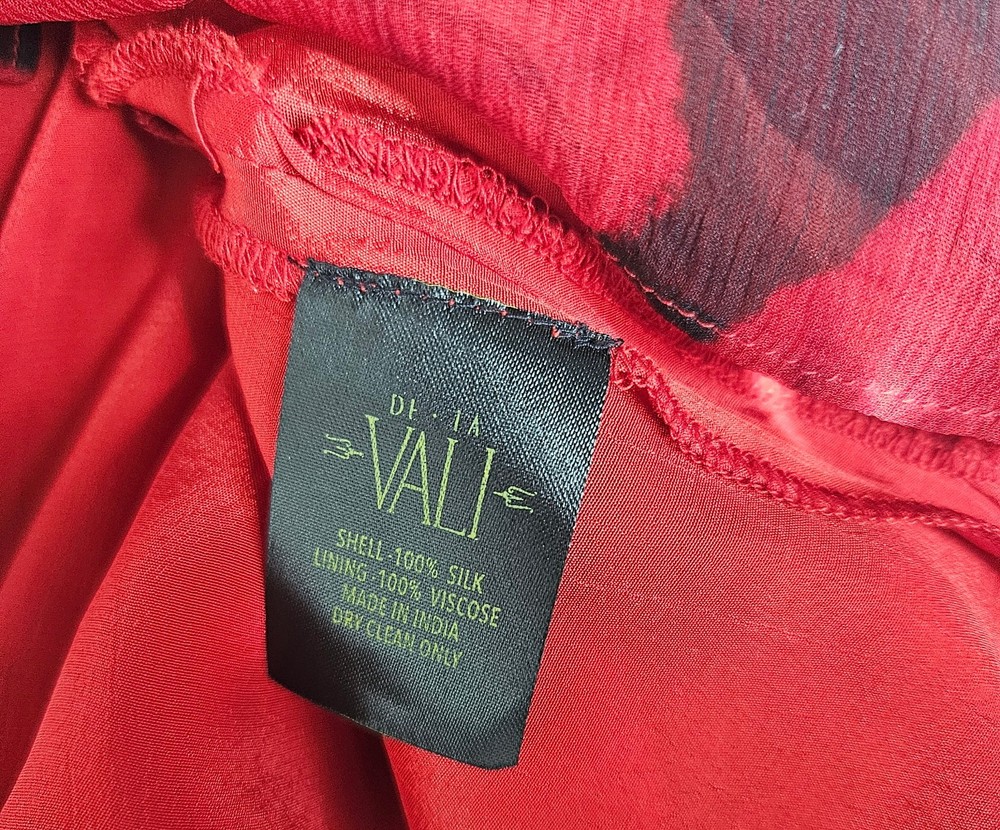 DE · LA
VALI
SHELL-100% SILK
LINING-100% VISCOSE
MADE IN INDIA
DRY CLEAN ONLY